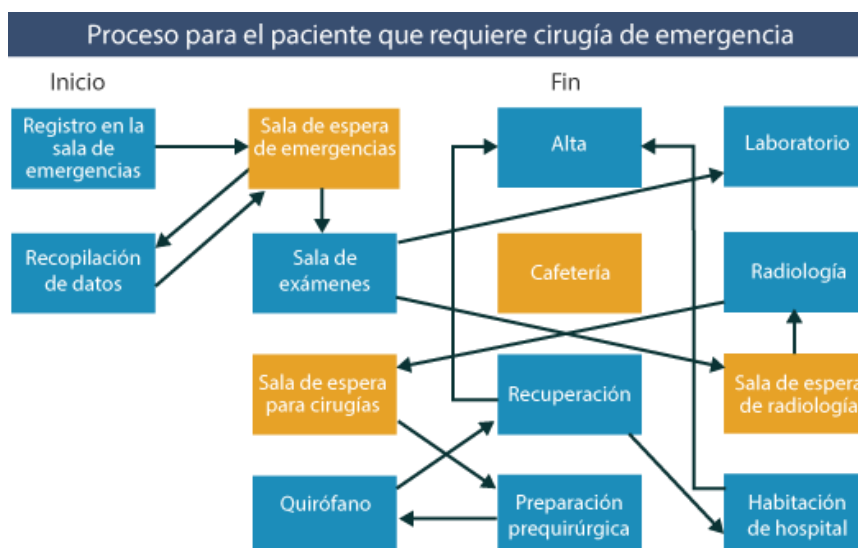 Proceso para el paciente que requiere cirugía de emergencia
Inicio
Fin
Registro en la
sala de
emergencias
Sala de espera
de emergencias
Alta
Laboratorio
Recopilación
de datos
Sala de
exámenes
Cafetería
Radiología
Sala de espera
para cirugías
Recuperación
Sala de espera
de radiología
Quirófano
Preparación
prequirúrgica
Habitación
de hospital